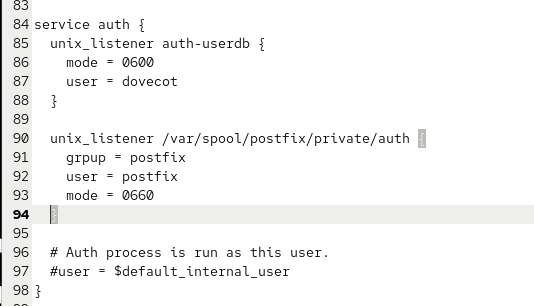 83
84 service auth {
85   unix_listener auth-userdb {
86     mode = 0600
87     user = dovecot
88   }
89
90   unix_listener /var/spool/postfix/private/auth {
91     grpup = postfix
92     user = postfix
93     mode = 0660
94   }
95
96   # Auth process is run as this user.
97   #user = $default_internal_user
98 }